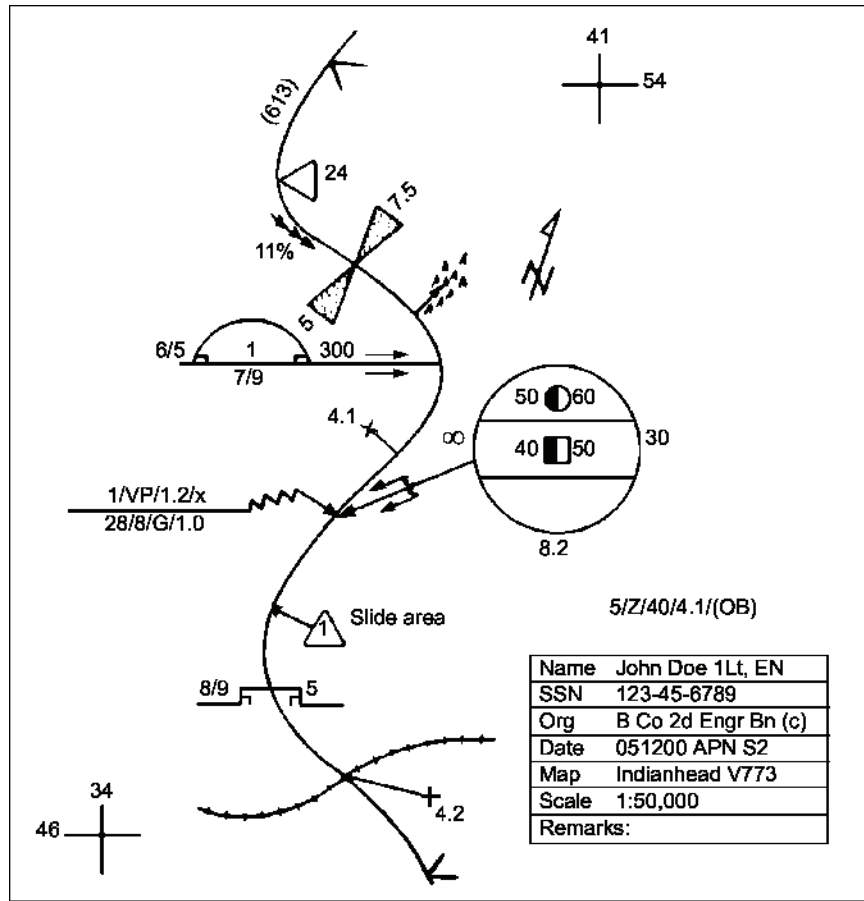 41
54
(613)
24
7.5
11%
5
6/5 1 300
7/9
50 60
4.1 ∞ 40 50 30
1/VP/1.2/x
28/8/G/1.0
8.2
1 Slide area
5/Z/40/4.1/(OB)
8/9 5
Name John Doe 1Lt, EN
SSN 123-45-6789
Org B Co 2d Engr Bn (c)
Date 051200 APN S2
Map Indianhead V773
Scale 1:50,000
Remarks:
34
46
4.2
N